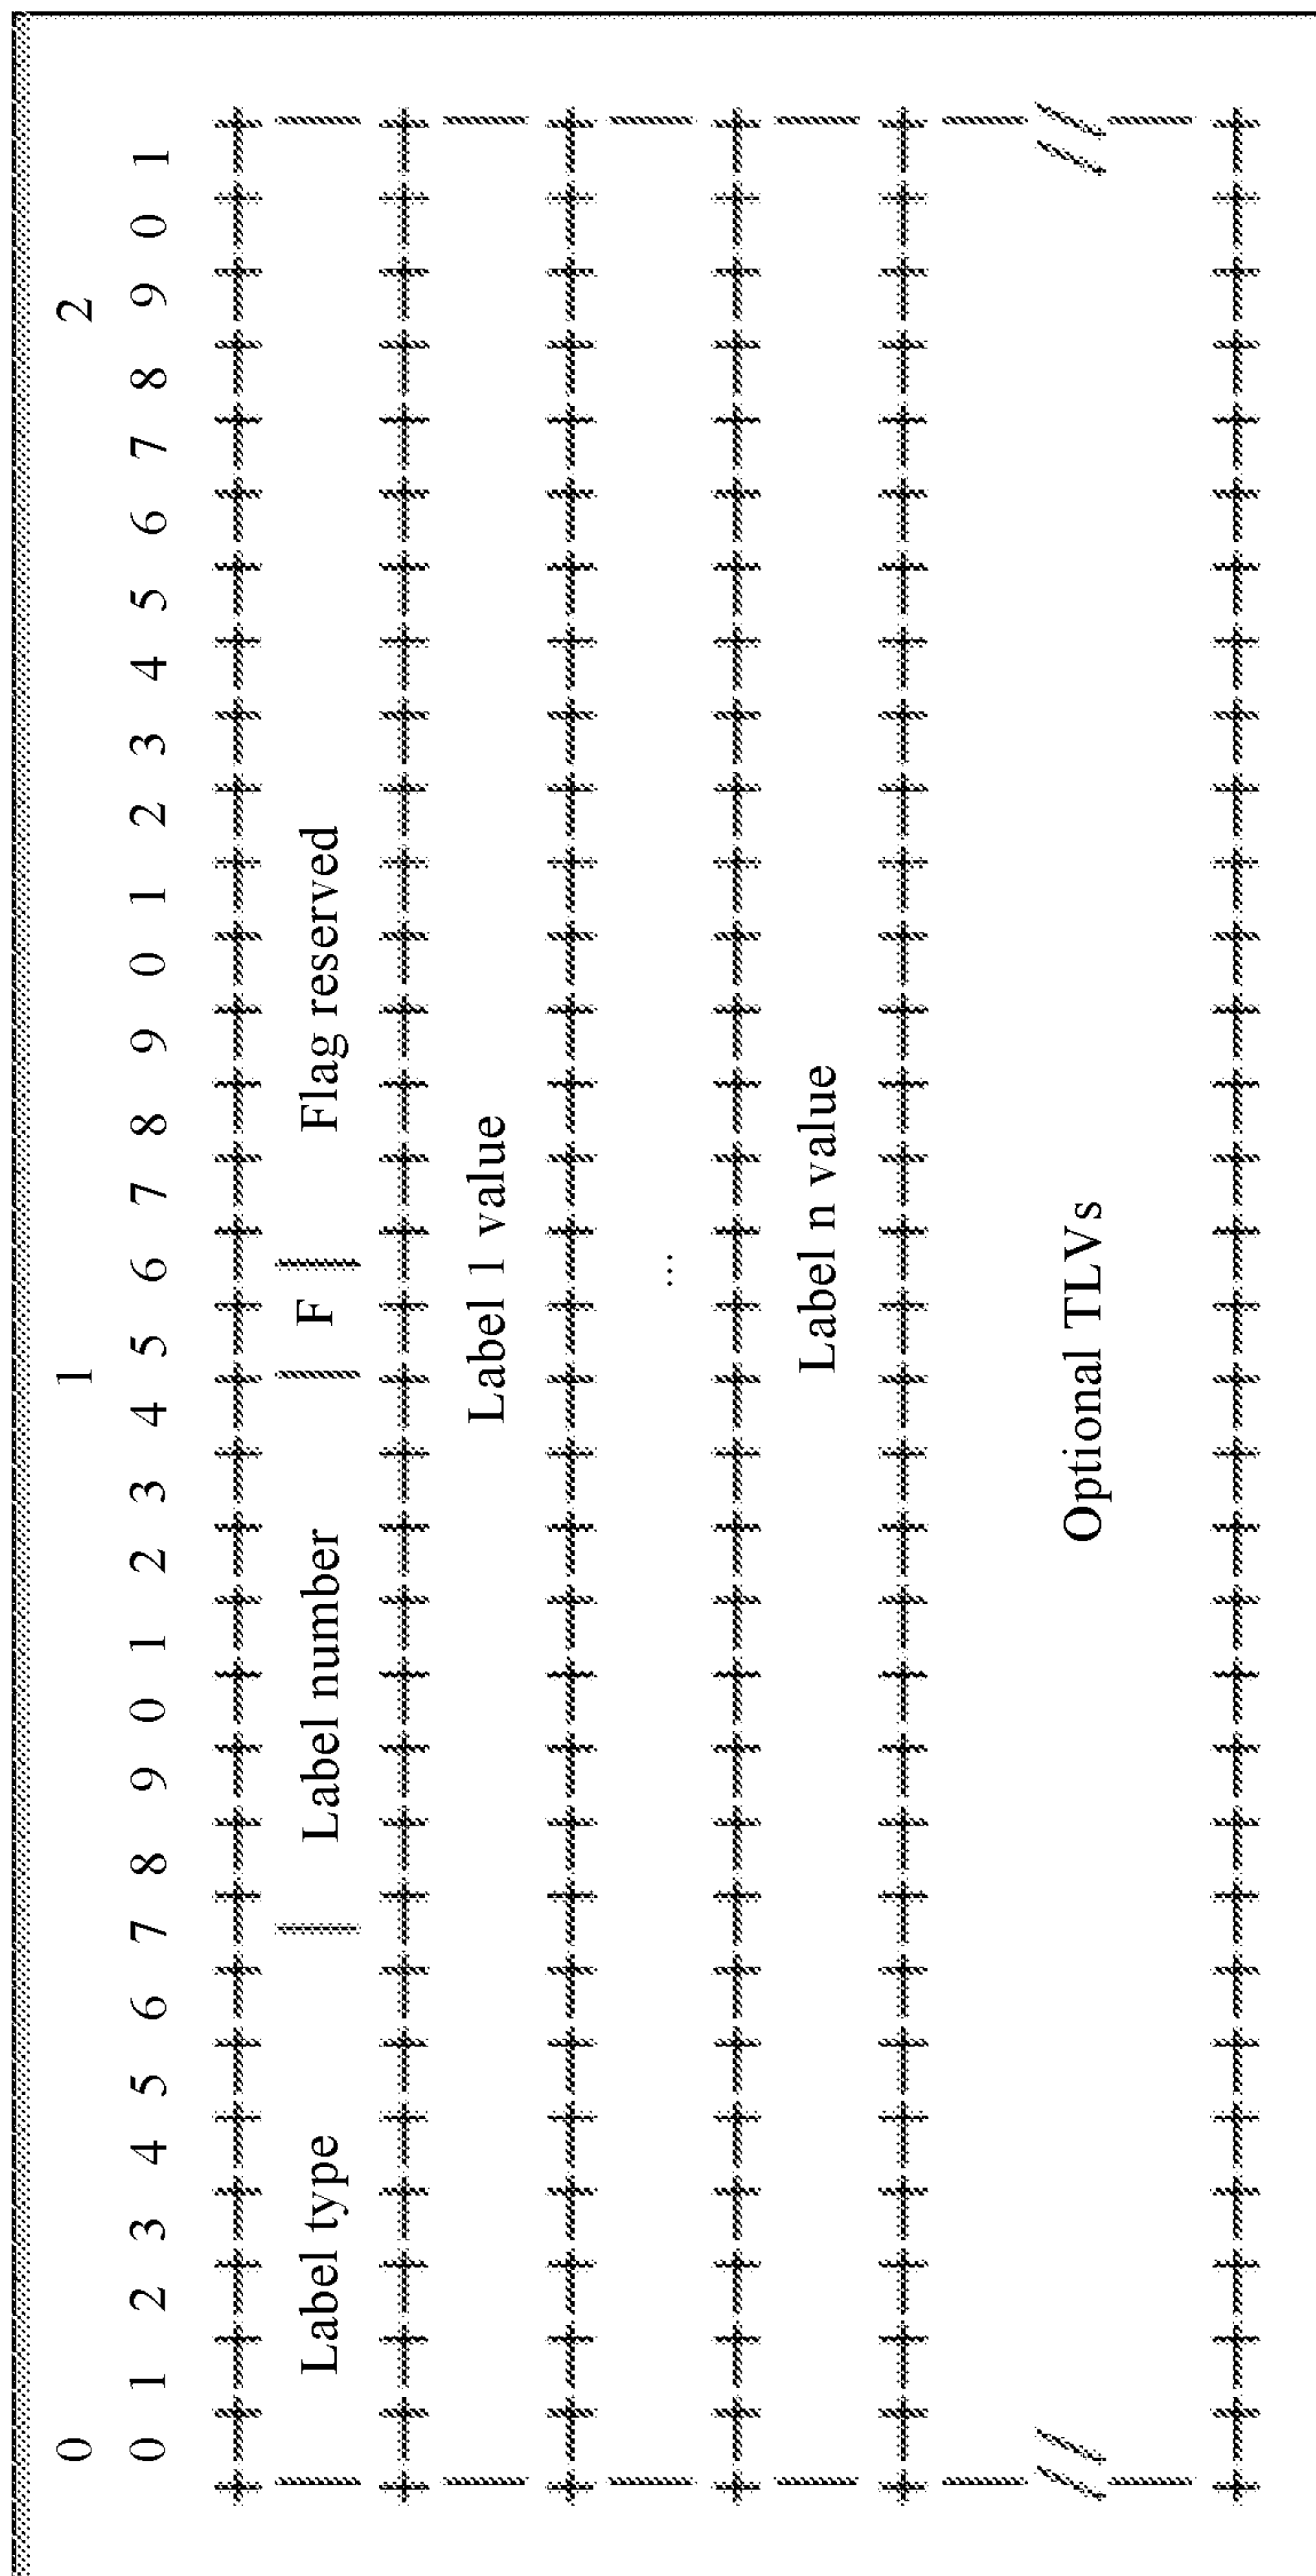 0 1 2
0 1 2 3 4 5 6 7 8 9 0 1 2 3 4 5 6 7 8 9 0 1 2 3 4 5 6 7 8 9 0 1
Label type | Label number | F | Flag reserved
Label 1 value
...
Label n value
// Optional TLVs //